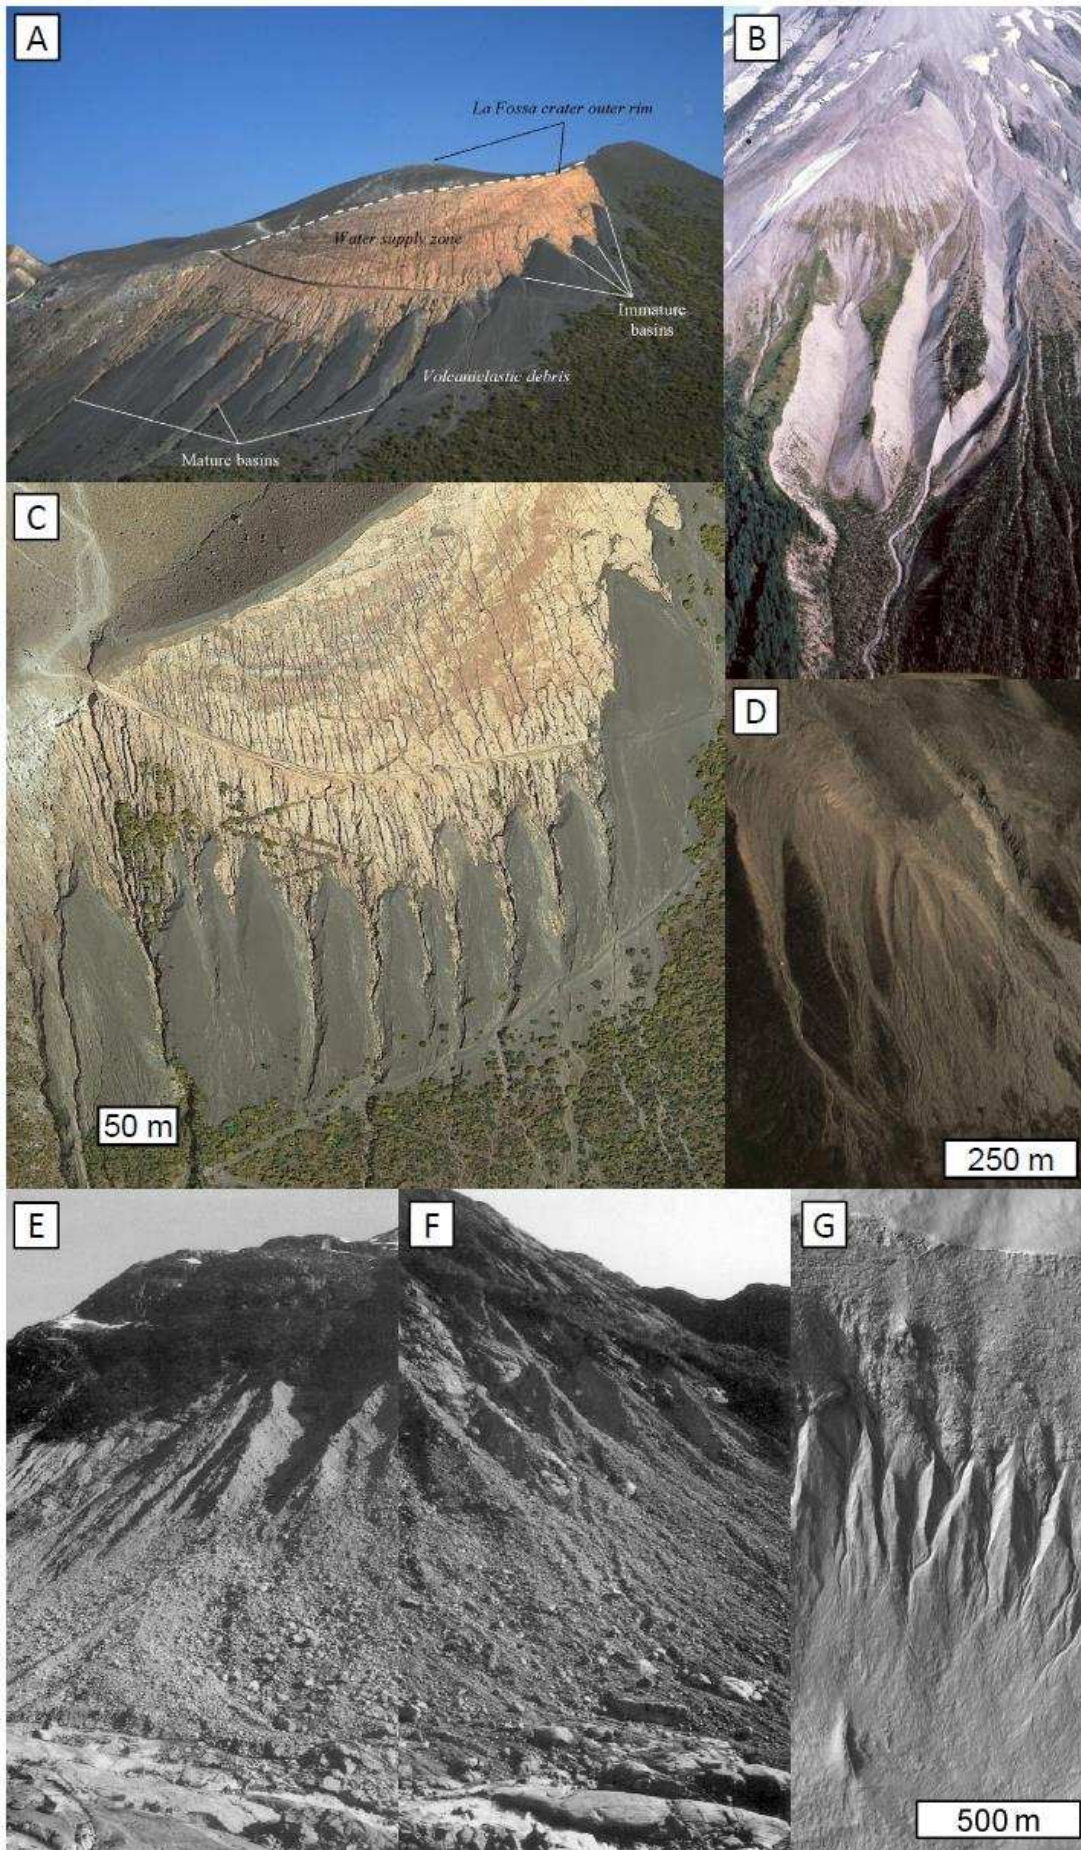 A
La Fossa crater outer rim
Water supply zone
Immature
basins
Volcaniclastic debris
Mature basins
B
C
50 m
D
250 m
E
F
G
500 m